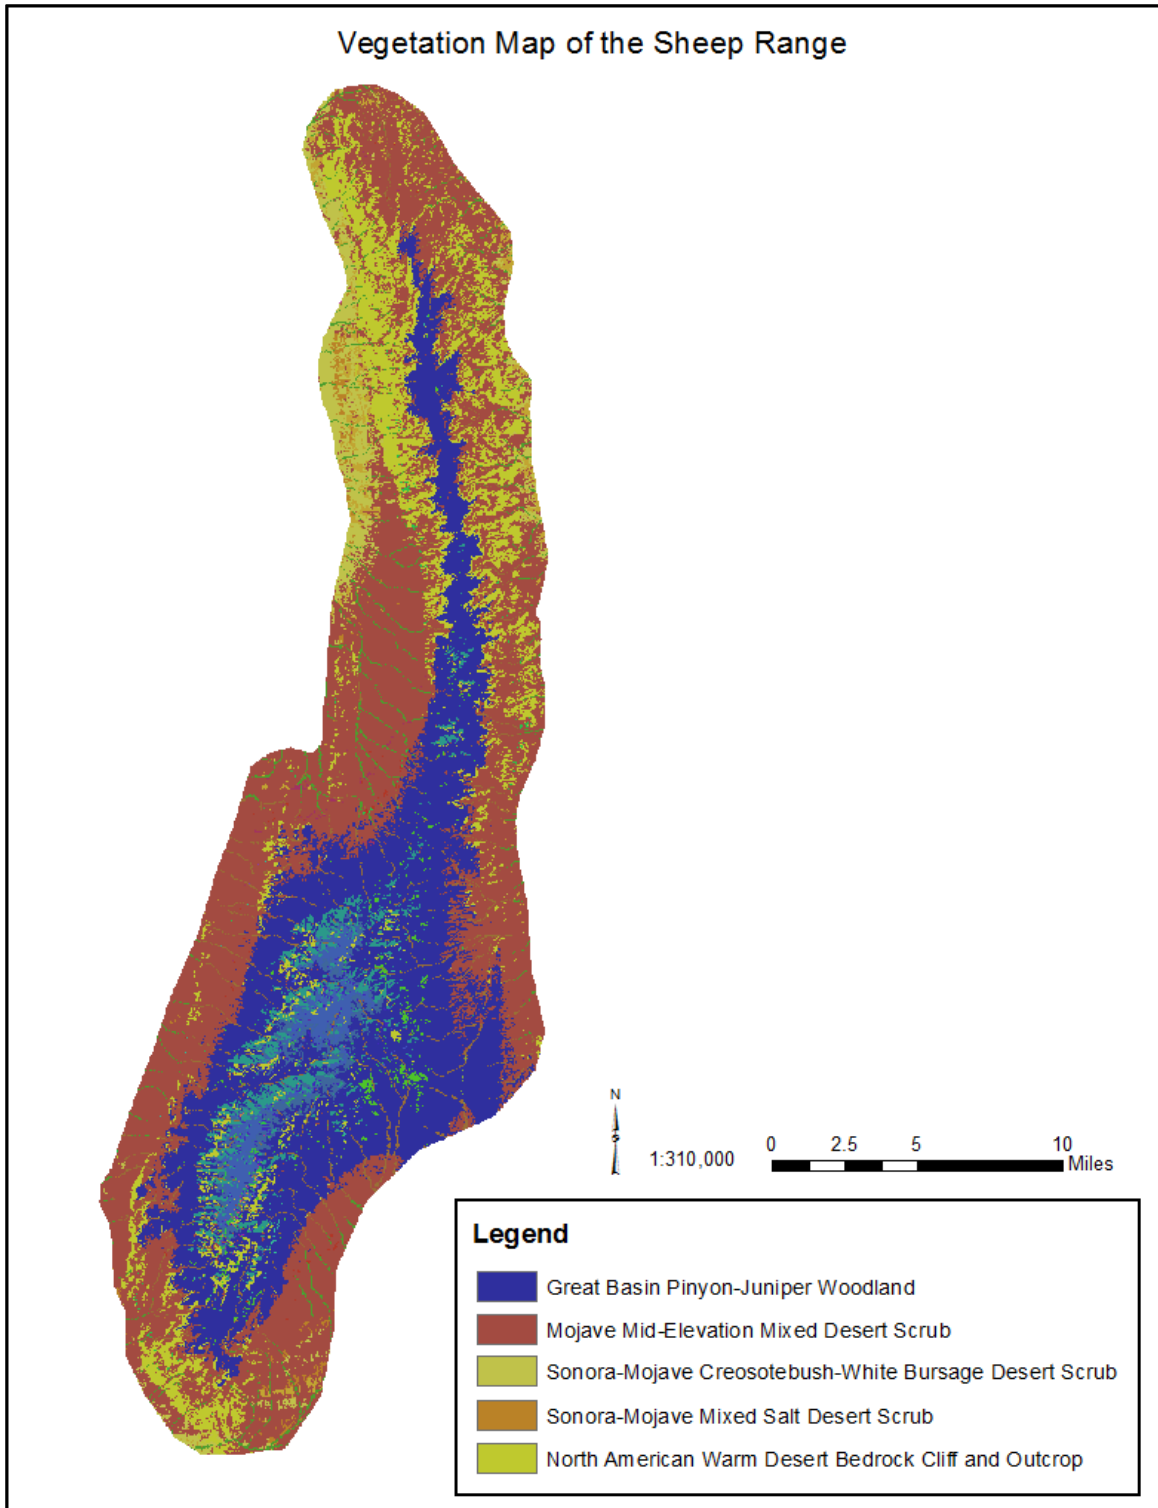 Vegetation Map of the Sheep Range
N
S
1:310,000
0 2.5 5 10
Miles
Legend
Great Basin Pinyon-Juniper Woodland
Mojave Mid-Elevation Mixed Desert Scrub
Sonora-Mojave Creosotebush-White Bursage Desert Scrub
Sonora-Mojave Mixed Salt Desert Scrub
North American Warm Desert Bedrock Cliff and Outcrop